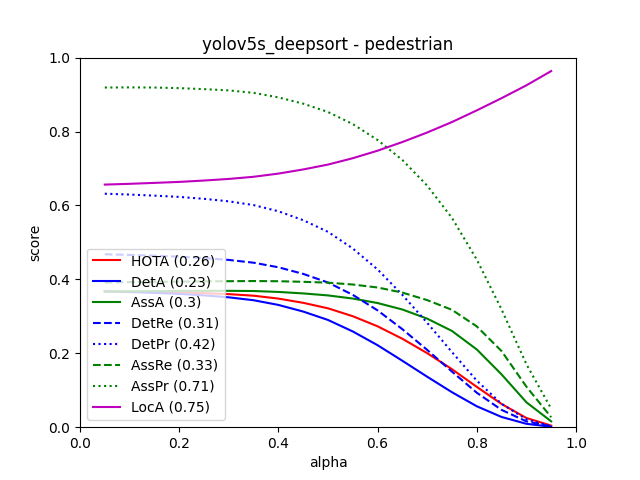 yolov5s_deepsort - pedestrian
1.0
0.8
0.6
0.4
0.2
0.0
score
HOTA (0.26)
DetA (0.23)
AssA (0.3)
DetRe (0.31)
DetPr (0.42)
AssRe (0.33)
AssPr (0.71)
LocA (0.75)
0.0 0.2 0.4 0.6 0.8 1.0
alpha